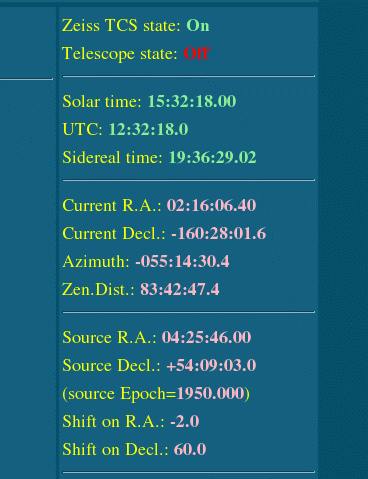 Zeiss TCS state: On
Telescope state: Off
Solar time: 15:32:18.00
UTC: 12:32:18.0
Sidereal time: 19:36:29.02
Current R.A.: 02:16:06.40
Current Decl.: -160:28:01.6
Azimuth: -055:14:30.4
Zen.Dist.: 83:42:47.4
Source R.A.: 04:25:46.00
Source Decl.: +54:09:03.0
(source Epoch=1950.000)
Shift on R.A.: -2.0
Shift on Decl.: 60.0